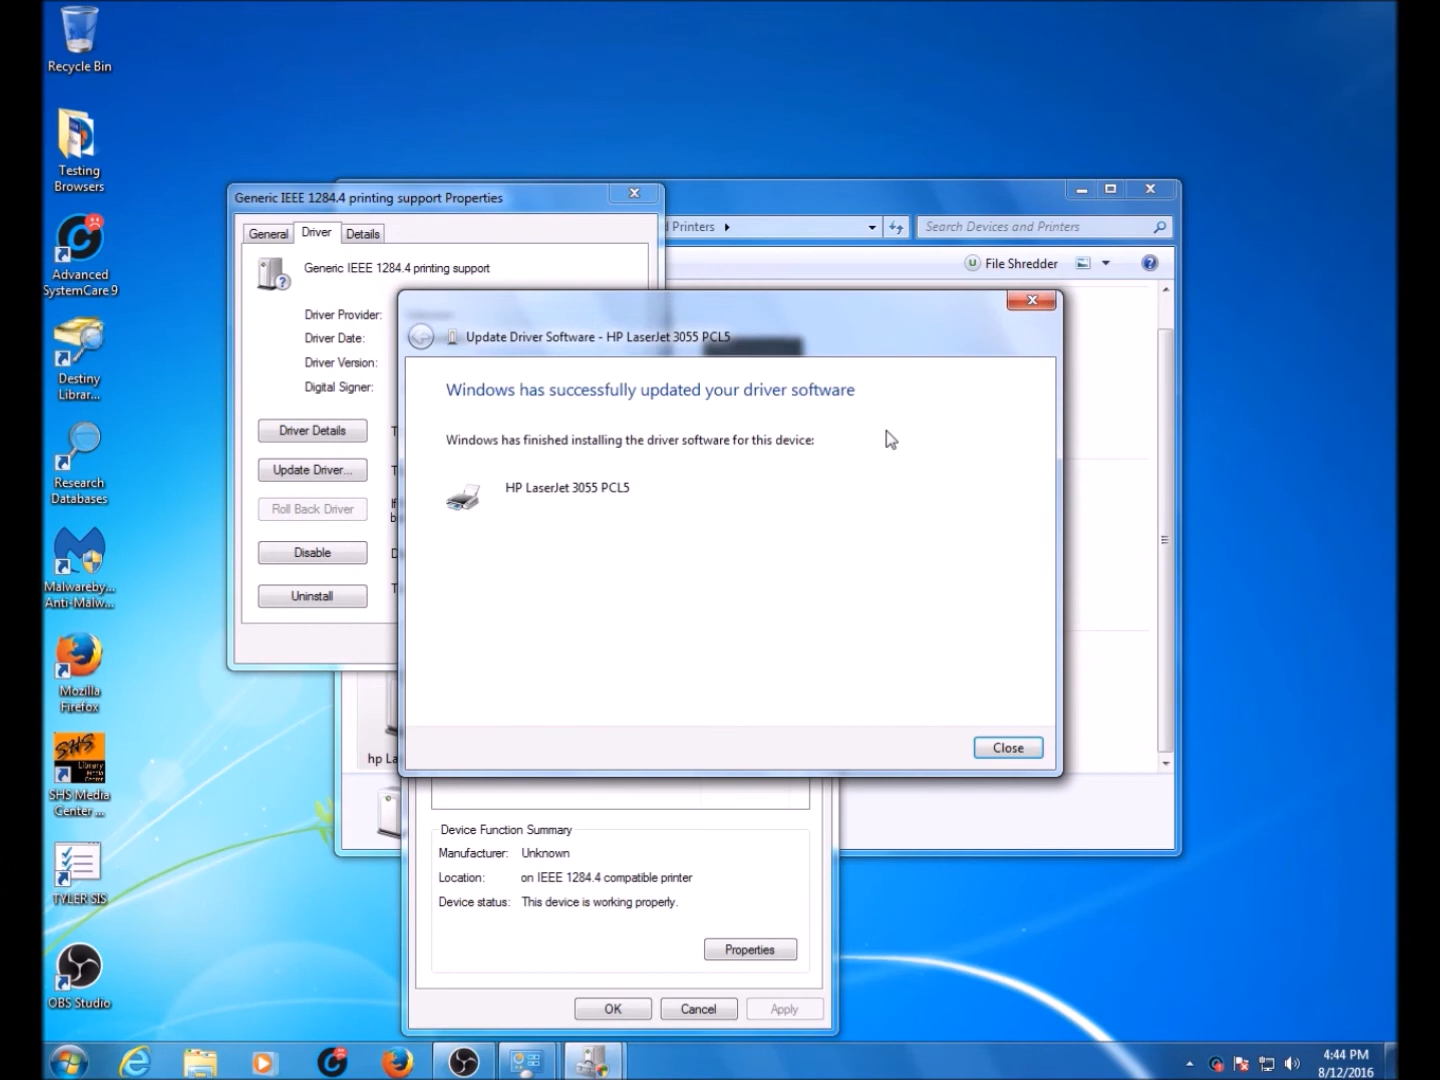 Recycle Bin
Testing
Browsers
Advanced
SystemCare 9
Destiny
Librar...
Research
Databases
Malwareby...
Anti-Malw...
Mozilla
Firefox
SHS
Library
Media
Center
SHS Media
Center ...
TYLER SIS
OBS Studio
Generic IEEE 1284.4 printing support Properties
General
Driver
Details
Generic IEEE 1284.4 printing support
Driver Provider:
Driver Date:
Driver Version:
Digital Signer:
Driver Details
Update Driver...
Roll Back Driver
Disable
Uninstall
Printers
Search Devices and Printers
File Shredder
hp La
Update Driver Software - HP LaserJet 3055 PCL5
Windows has successfully updated your driver software
Windows has finished installing the driver software for this device:
HP LaserJet 3055 PCL5
Close
Device Function Summary
Manufacturer: Unknown
Location: on IEEE 1284.4 compatible printer
Device status: This device is working properly.
Properties
OK
Cancel
Apply
4:44 PM
8/12/2016